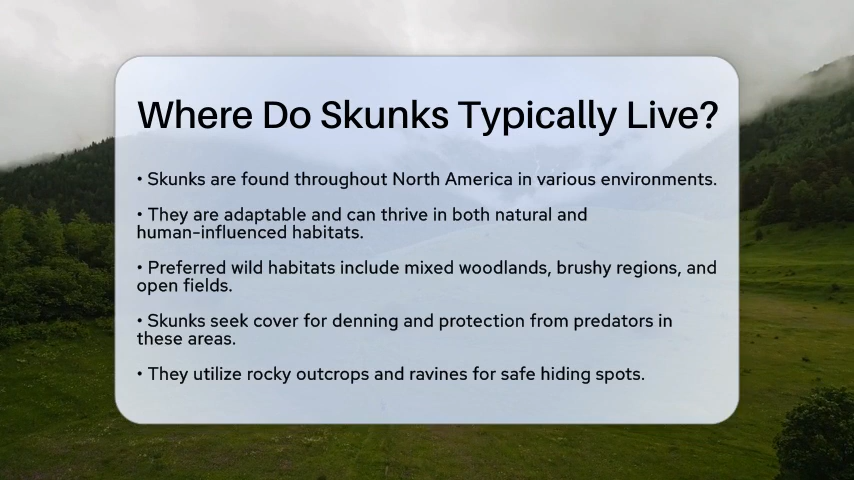 Where Do Skunks Typically Live?
• Skunks are found throughout North America in various environments.
• They are adaptable and can thrive in both natural and
human-influenced habitats.
• Preferred wild habitats include mixed woodlands, brushy regions, and
open fields.
• Skunks seek cover for denning and protection from predators in
these areas.
• They utilize rocky outcrops and ravines for safe hiding spots.